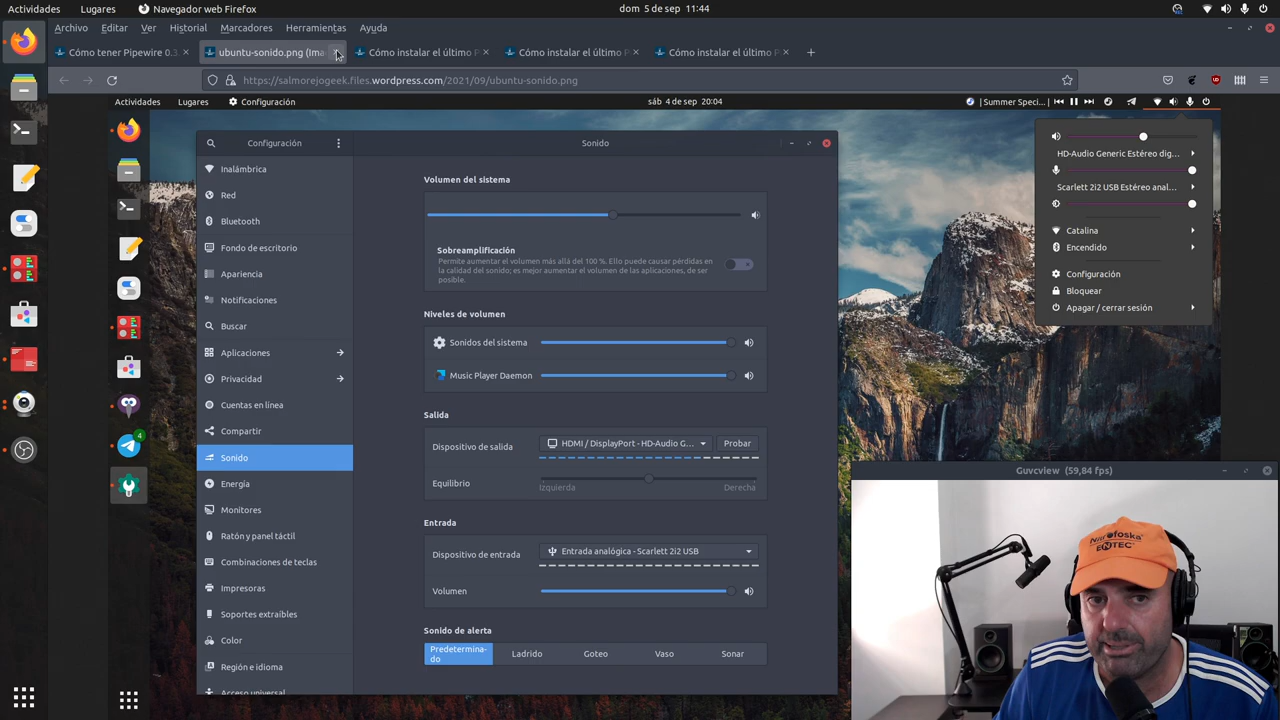 Actividades Lugares Navegador web Firefox dom 5 de sep 11:44
Archivo Editar Ver Historial Marcadores Herramientas Ayuda
Cómo tener Pipewire 0.3. ubuntu-sonido.png (Ima Cómo instalar el último P Cómo instalar el último P Cómo instalar el último P
https://salmorejogeek.files.wordpress.com/2021/09/ubuntu-sonido.png
Actividades Lugares Configuración sáb 4 de sep 20:04 | Summer Speci...
Configuración
Sonido
Inalámbrica
Red
Bluetooth
Fondo de escritorio
Apariencia
Notificaciones
Buscar
Aplicaciones
Privacidad
Cuentas en línea
Compartir
Sonido
Energía
Monitores
Ratón y panel táctil
Combinaciones de teclas
Impresoras
Soportes extraíbles
Color
Región e idioma
Acceso universal
Volumen del sistema
Sobreamplificación
Permite aumentar el volumen más allá del 100 %. Ello puede causar pérdidas en
la calidad del sonido; es mejor aumentar el volumen de las aplicaciones, de ser
posible.
Niveles de volumen
Sonidos del sistema
Music Player Daemon
Salida
Dispositivo de salida HDMI / DisplayPort - HD-Audio G... Probar
Equilibrio Izquierda Derecha
Entrada
Dispositivo de entrada Entrada analógica - Scarlett 2i2 USB
Volumen
Sonido de alerta
Predetermina-
do
Ladrido Goteo Vaso Sonar
HD-Audio Generic Estéreo dig...
Scarlett 2i2 USB Estéreo anal...
Catalina
Encendido
Configuración
Bloquear
Apagar / cerrar sesión
4
Guvcview (59,84 fps)